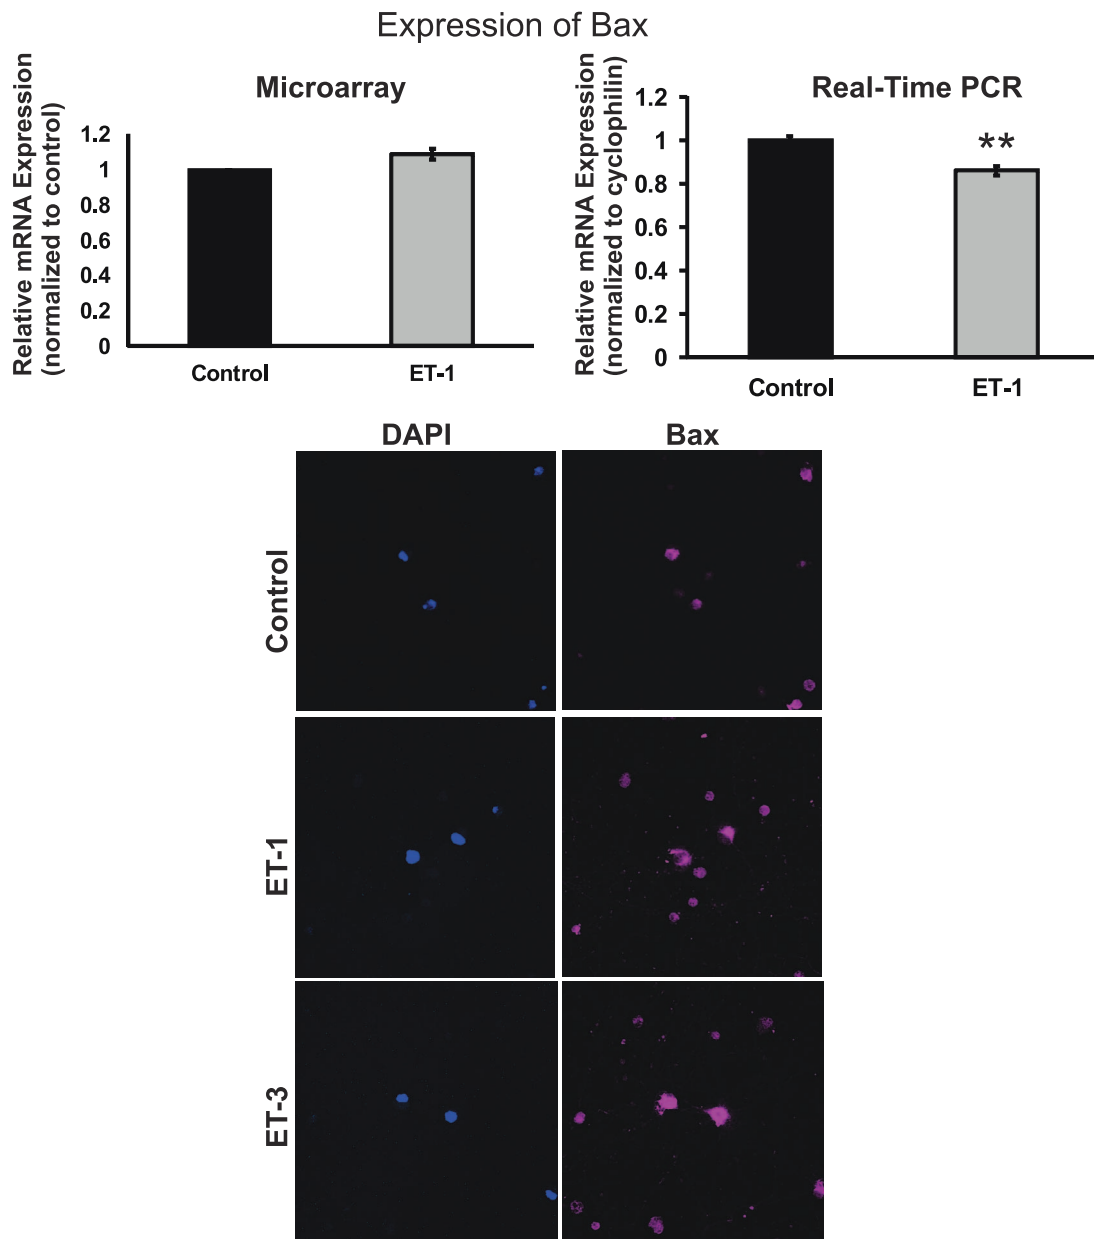 Expression of Bax
Microarray
Relative mRNA Expression
(normalized to control)
1.2
1
0.8
0.6
0.4
0.2
0
Control
ET-1
Real-Time PCR
Relative mRNA Expression
(normalized to cyclophilin)
1.2
1
0.8
0.6
0.4
0.2
0
**
Control
ET-1
DAPI
Bax
Control
ET-1
ET-3